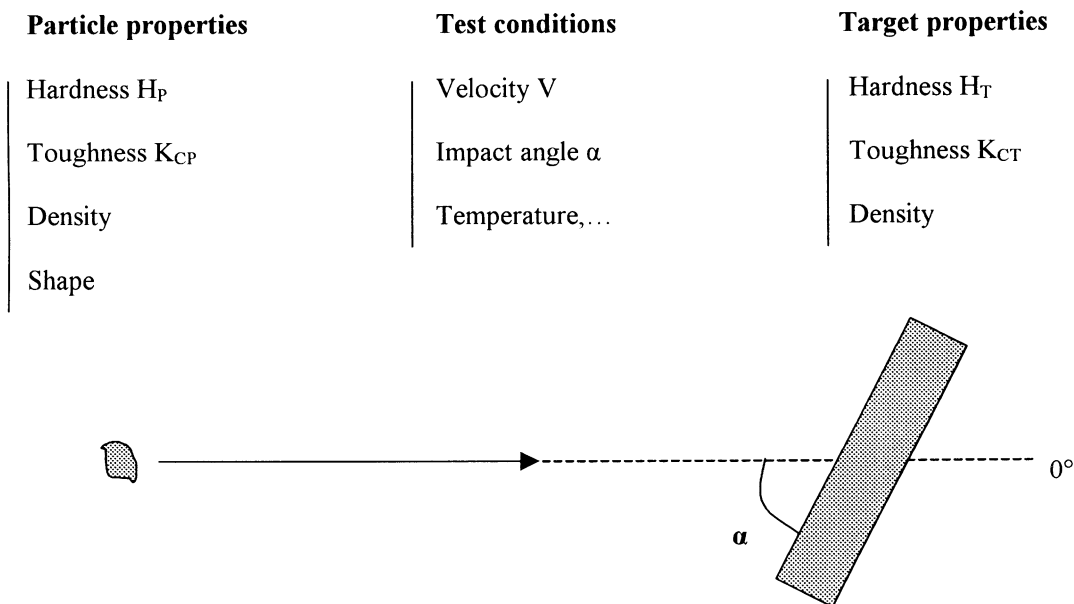 Particle properties
Hardness HP
Toughness KCP
Density
Shape
Test conditions
Velocity V
Impact angle α
Temperature,...
Target properties
Hardness HT
Toughness KCT
Density
0°
α